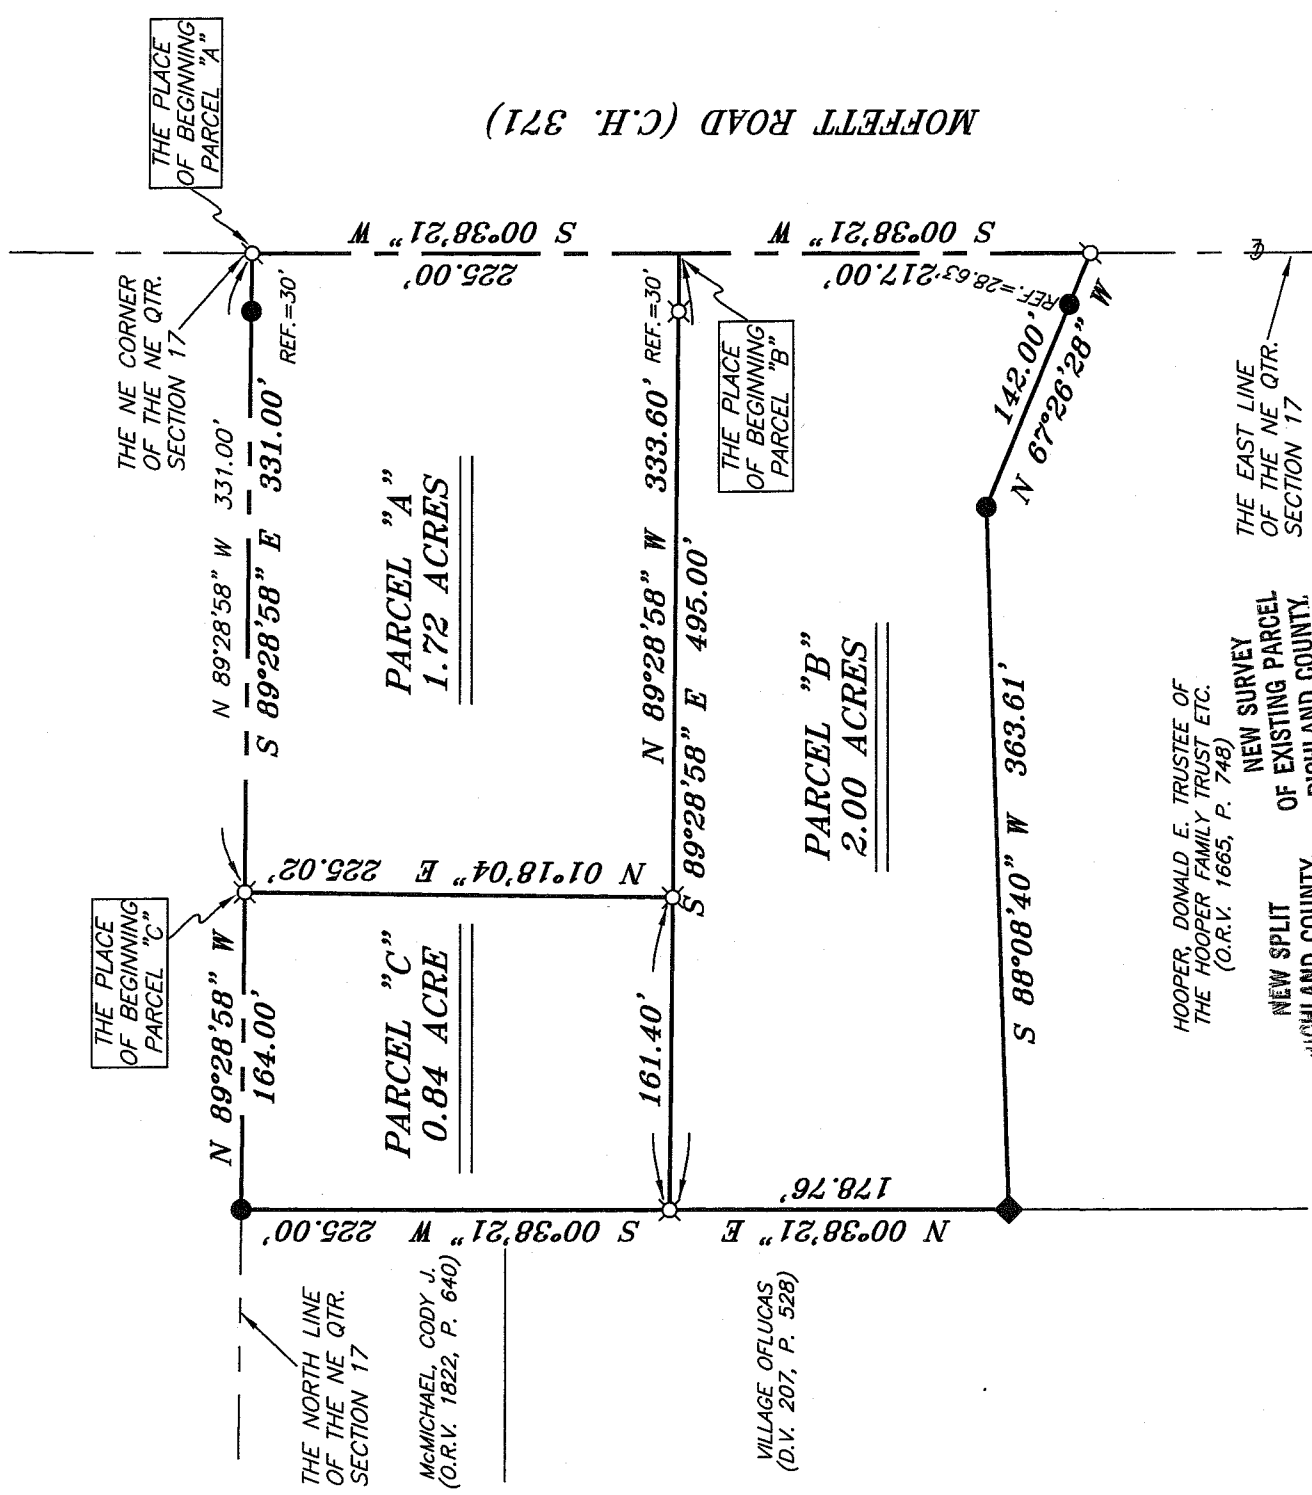 THE PLACE
OF BEGINNING
PARCEL "A"
MOFFETT ROAD (C.H. 371)
THE NE CORNER
OF THE NE QTR.
SECTION 17
S 00°38'21" W
225.00'
S 00°38'21" W
217.00'
REF.=28.63'
REF.=30'
REF.=30'
N 89°28'58" W 331.00'
S 89°28'58" E 331.00'
PARCEL "A"
1.72 ACRES
N 89°28'58" W 333.60'
S 89°28'58" E 495.00'
THE PLACE
OF BEGINNING
PARCEL "B"
142.00'
N 67°26'28" W
THE EAST LINE
OF THE NE QTR.
SECTION 17
PARCEL "B"
2.00 ACRES
S 88°08'40" W 363.61'
THE PLACE
OF BEGINNING
PARCEL "C"
N 01°18'04" E 225.02'
N 89°28'58" W
164.00'
PARCEL "C"
0.84 ACRE
161.40'
S 00°38'21" W 225.00'
N 00°38'21" E
178.76'
HOOPER, DONALD E. TRUSTEE OF
THE HOOPER FAMILY TRUST ETC.
(O.R.V. 1665, P. 748)
NEW SURVEY
OF EXISTING PARCEL
RICHLAND COUNTY
NEW SPLIT
RICHLAND COUNTY
THE NORTH LINE
OF THE NE QTR.
SECTION 17
McMICHAEL, CODY J.
(O.R.V. 1822, P. 640)
VILLAGE OFLUCAS
(D.V. 207, P. 528)